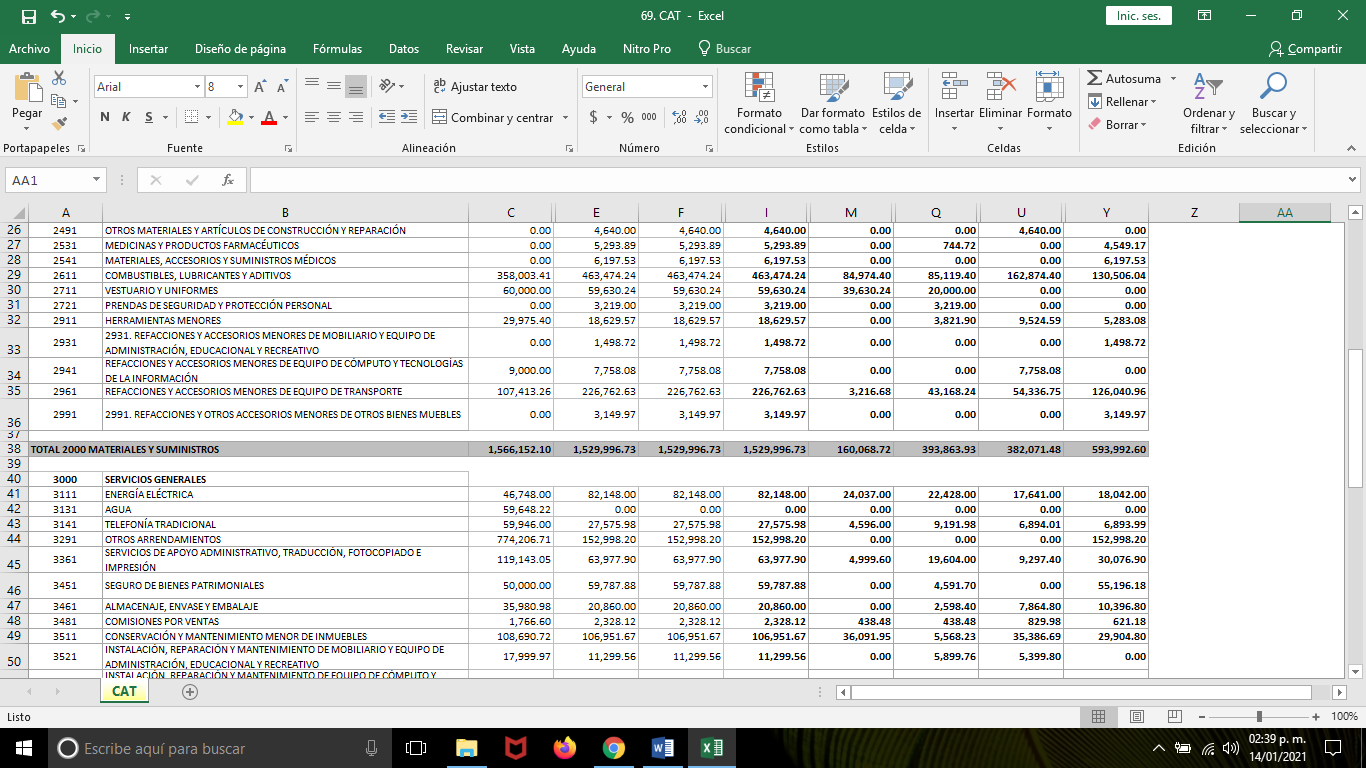 69. CAT - Excel
Inic. ses.
Archivo Inicio Insertar Diseño de página Fórmulas Datos Revisar Vista Ayuda Nitro Pro Buscar Compartir
Pegar
Arial 8
N K S
Ajustar texto
Combinar y centrar
General
$ % 000
Formato condicional
Dar formato como tabla
Estilos de celda
Insertar Eliminar Formato
Autosuma
Rellenar
Borrar
Ordenar y filtrar
Buscar y seleccionar
Portapapeles Fuente Alineación Número Estilos Celdas Edición
AA1 fx
A B C E F I M Q U Y Z AA
26 2491 OTROS MATERIALES Y ARTÍCULOS DE CONSTRUCCIÓN Y REPARACIÓN 0.00 4,640.00 4,640.00 4,640.00 0.00 0.00 4,640.00 0.00
27 2531 MEDICINAS Y PRODUCTOS FARMACÉUTICOS 0.00 5,293.89 5,293.89 5,293.89 0.00 744.72 0.00 4,549.17
28 2541 MATERIALES, ACCESORIOS Y SUMINISTROS MÉDICOS 0.00 6,197.53 6,197.53 6,197.53 0.00 0.00 0.00 6,197.53
29 2611 COMBUSTIBLES, LUBRICANTES Y ADITIVOS 358,003.41 463,474.24 463,474.24 463,474.24 84,974.40 85,119.40 162,874.40 130,506.04
30 2711 VESTUARIO Y UNIFORMES 60,000.00 59,630.24 59,630.24 59,630.24 39,630.24 20,000.00 0.00 0.00
31 2721 PRENDAS DE SEGURIDAD Y PROTECCIÓN PERSONAL 0.00 3,219.00 3,219.00 3,219.00 0.00 3,219.00 0.00 0.00
32 2911 HERRAMIENTAS MENORES 29,975.40 18,629.57 18,629.57 18,629.57 0.00 3,821.90 9,524.59 5,283.08
33 2931 2931. REFACCIONES Y ACCESORIOS MENORES DE MOBILIARIO Y EQUIPO DE
ADMINISTRACIÓN, EDUCACIONAL Y RECREATIVO 0.00 1,498.72 1,498.72 1,498.72 0.00 0.00 0.00 1,498.72
34 2941 REFACCIONES Y ACCESORIOS MENORES DE EQUIPO DE CÓMPUTO Y TECNOLOGÍAS
DE LA INFORMACIÓN 9,000.00 7,758.08 7,758.08 7,758.08 0.00 0.00 7,758.08 0.00
35 2961 REFACCIONES Y ACCESORIOS MENORES DE EQUIPO DE TRANSPORTE 107,413.26 226,762.63 226,762.63 226,762.63 3,216.68 43,168.24 54,336.75 126,040.96
36 2991 2991. REFACCIONES Y OTROS ACCESORIOS MENORES DE OTROS BIENES MUEBLES 0.00 3,149.97 3,149.97 3,149.97 0.00 0.00 0.00 3,149.97
37
38 TOTAL 2000 MATERIALES Y SUMINISTROS 1,566,152.10 1,529,996.73 1,529,996.73 1,529,996.73 160,068.72 393,863.93 382,071.48 593,992.60
39
40 3000 SERVICIOS GENERALES
41 3111 ENERGÍA ELÉCTRICA 46,748.00 82,148.00 82,148.00 82,148.00 24,037.00 22,428.00 17,641.00 18,042.00
42 3131 AGUA 59,648.22 0.00 0.00 0.00 0.00 0.00 0.00 0.00
43 3141 TELEFONÍA TRADICIONAL 59,946.00 27,575.98 27,575.98 27,575.98 4,596.00 9,191.98 6,894.01 6,893.99
44 3291 OTROS ARRENDAMIENTOS 774,206.71 152,998.20 152,998.20 152,998.20 0.00 0.00 0.00 152,998.20
45 3361 SERVICIOS DE APOYO ADMINISTRATIVO, TRADUCCIÓN, FOTOCOPIADO E
IMPRESIÓN 119,143.05 63,977.90 63,977.90 63,977.90 4,999.60 19,604.00 9,297.40 30,076.90
46 3451 SEGURO DE BIENES PATRIMONIALES 50,000.00 59,787.88 59,787.88 59,787.88 0.00 4,591.70 0.00 55,196.18
47 3461 ALMACENAJE, ENVASE Y EMBALAJE 35,980.98 20,860.00 20,860.00 20,860.00 0.00 2,598.40 7,864.80 10,396.80
48 3481 COMISIONES POR VENTAS 1,766.60 2,328.12 2,328.12 2,328.12 438.48 438.48 829.98 621.18
49 3511 CONSERVACIÓN Y MANTENIMIENTO MENOR DE INMUEBLES 108,690.72 106,951.67 106,951.67 106,951.67 36,091.95 5,568.23 35,386.69 29,904.80
50 3521 INSTALACIÓN, REPARACIÓN Y MANTENIMIENTO DE MOBILIARIO Y EQUIPO DE
ADMINISTRACIÓN, EDUCACIONAL Y RECREATIVO 17,999.97 11,299.56 11,299.56 11,299.56 0.00 5,899.76 5,399.80 0.00
INSTALACIÓN, REPARACIÓN Y MANTENIMIENTO DE EQUIPO DE CÓMPUTO Y
CAT
Listo 100%
Escribe aquí para buscar
02:39 p. m.
14/01/2021